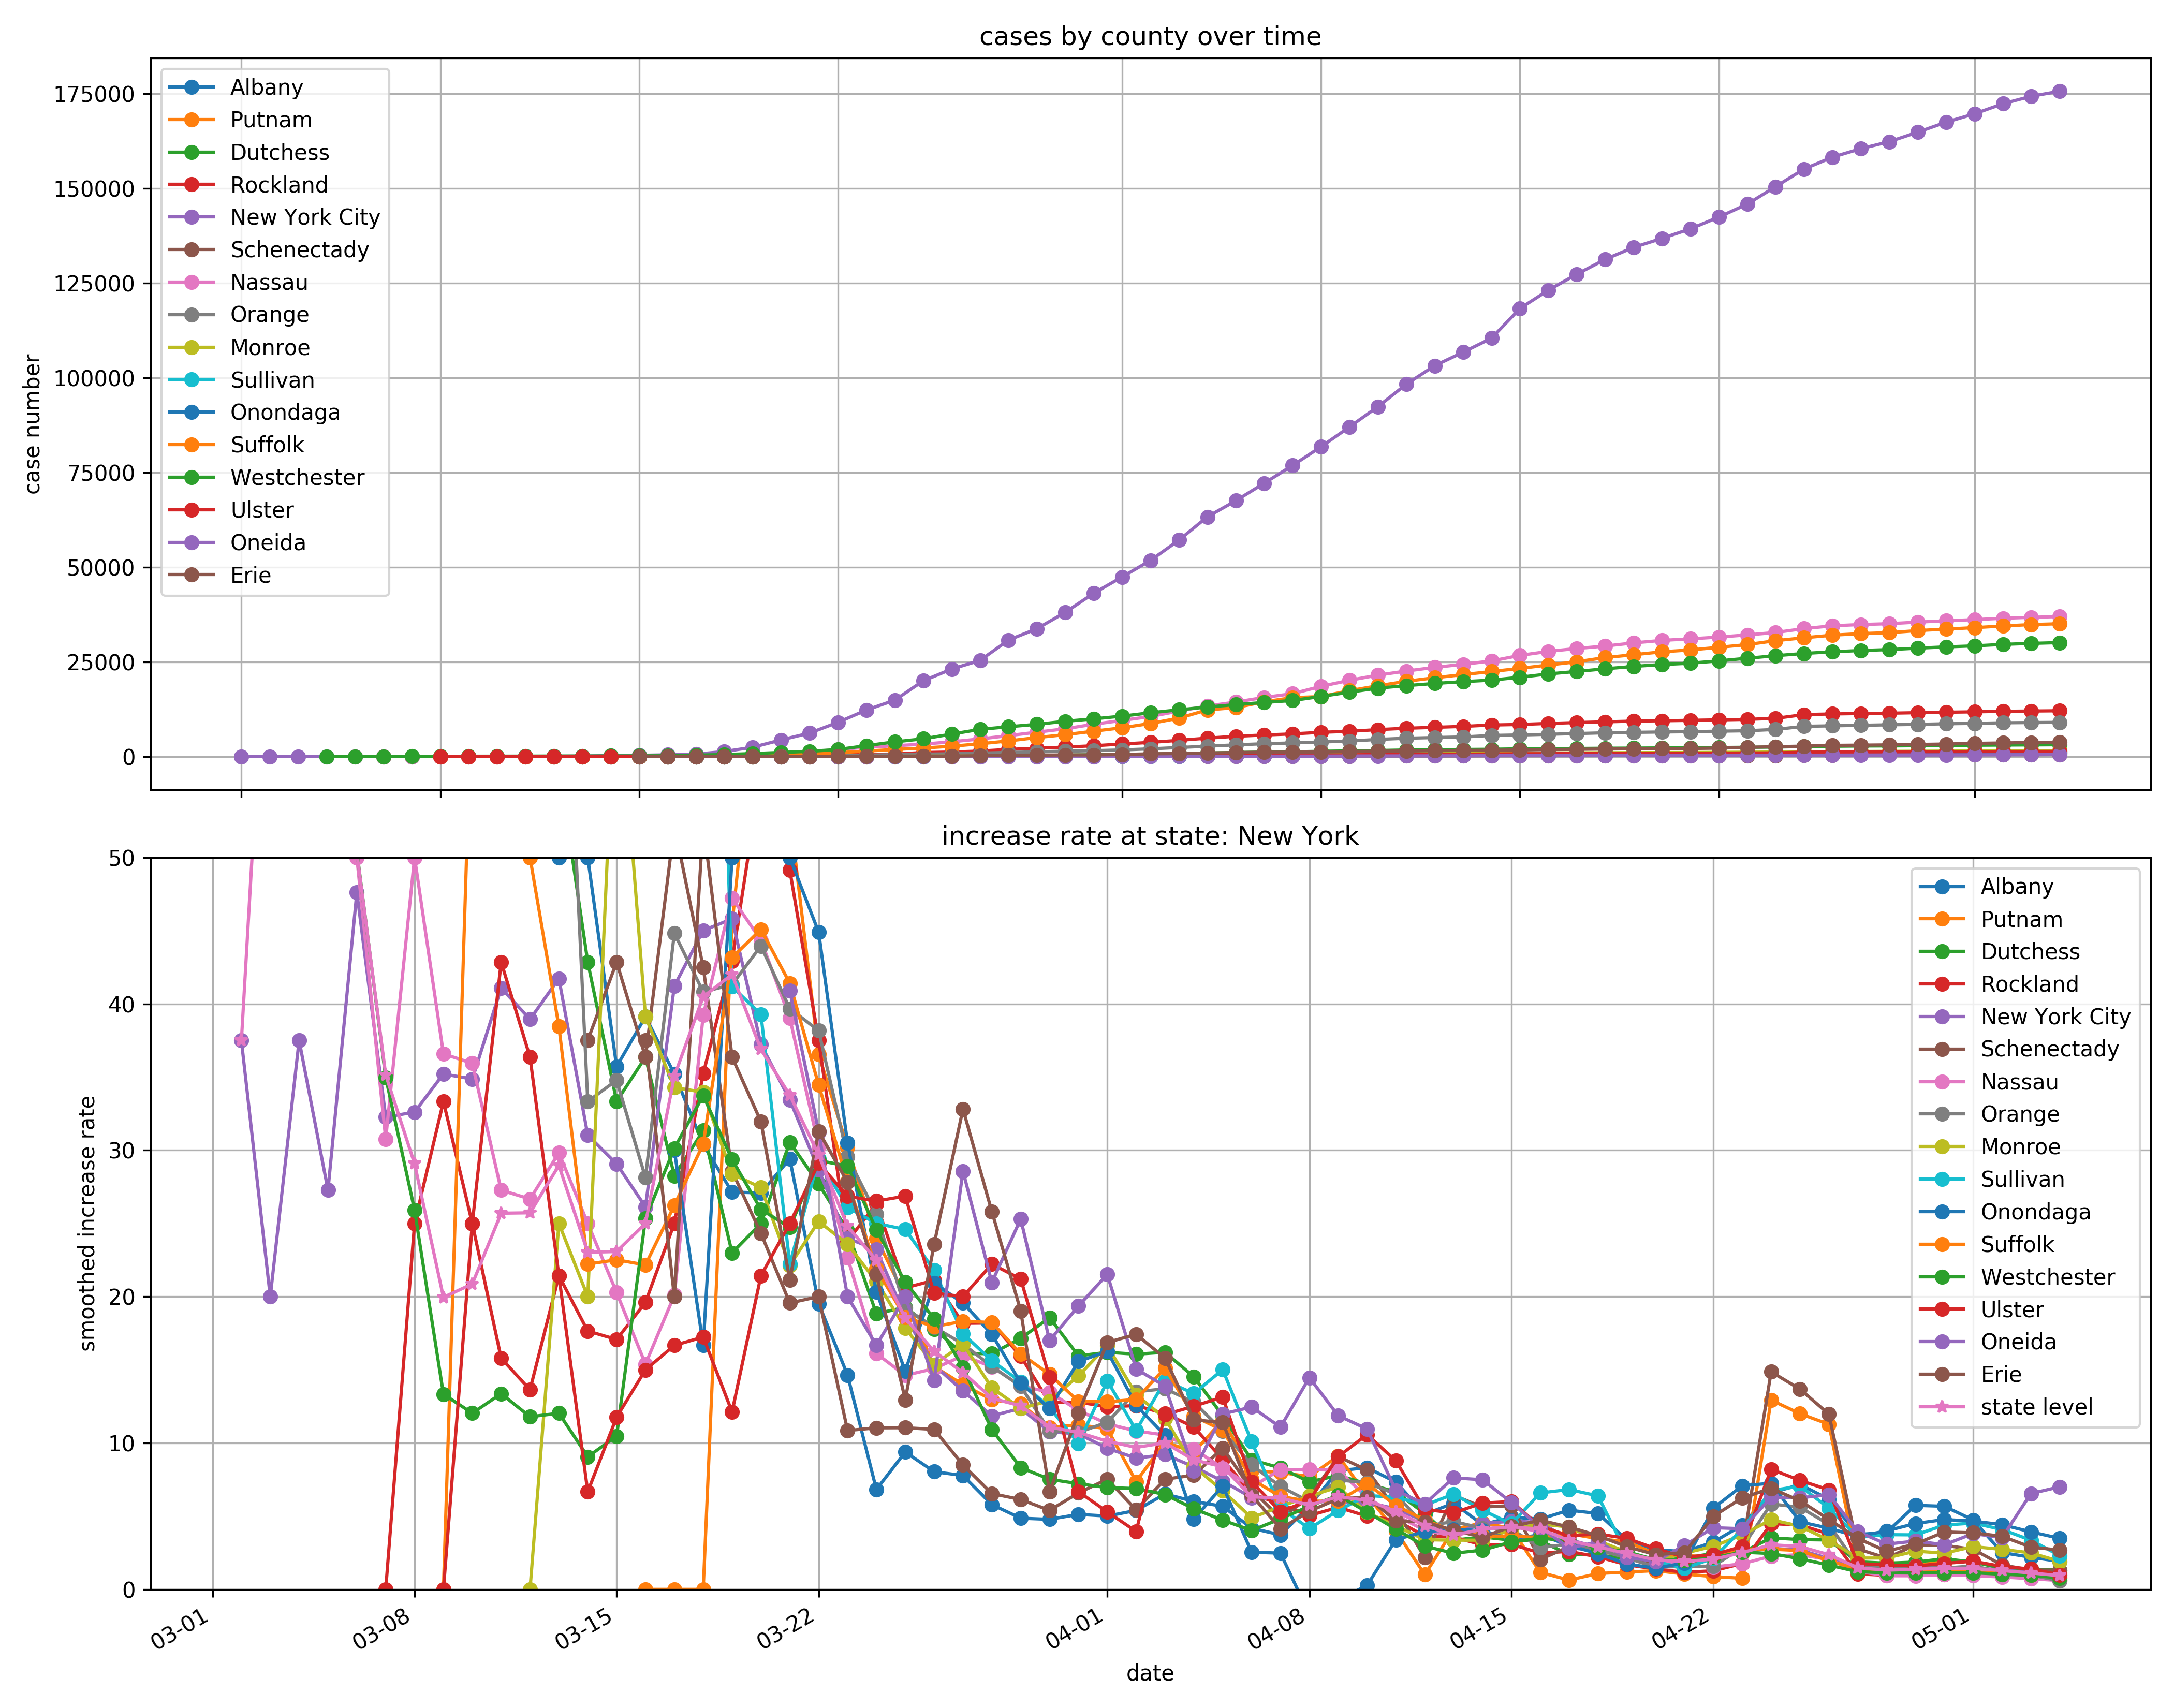 cases by county over time
case number
175000
150000
125000
100000
75000
50000
25000
0
Albany
Putnam
Dutchess
Rockland
New York City
Schenectady
Nassau
Orange
Monroe
Sullivan
Onondaga
Suffolk
Westchester
Ulster
Oneida
Erie
increase rate at state: New York
smoothed increase rate
50
40
30
20
10
0
Albany
Putnam
Dutchess
Rockland
New York City
Schenectady
Nassau
Orange
Monroe
Sullivan
Onondaga
Suffolk
Westchester
Ulster
Oneida
Erie
state level
03-01
03-08
03-15
03-22
04-01
04-08
04-15
04-22
05-01
date